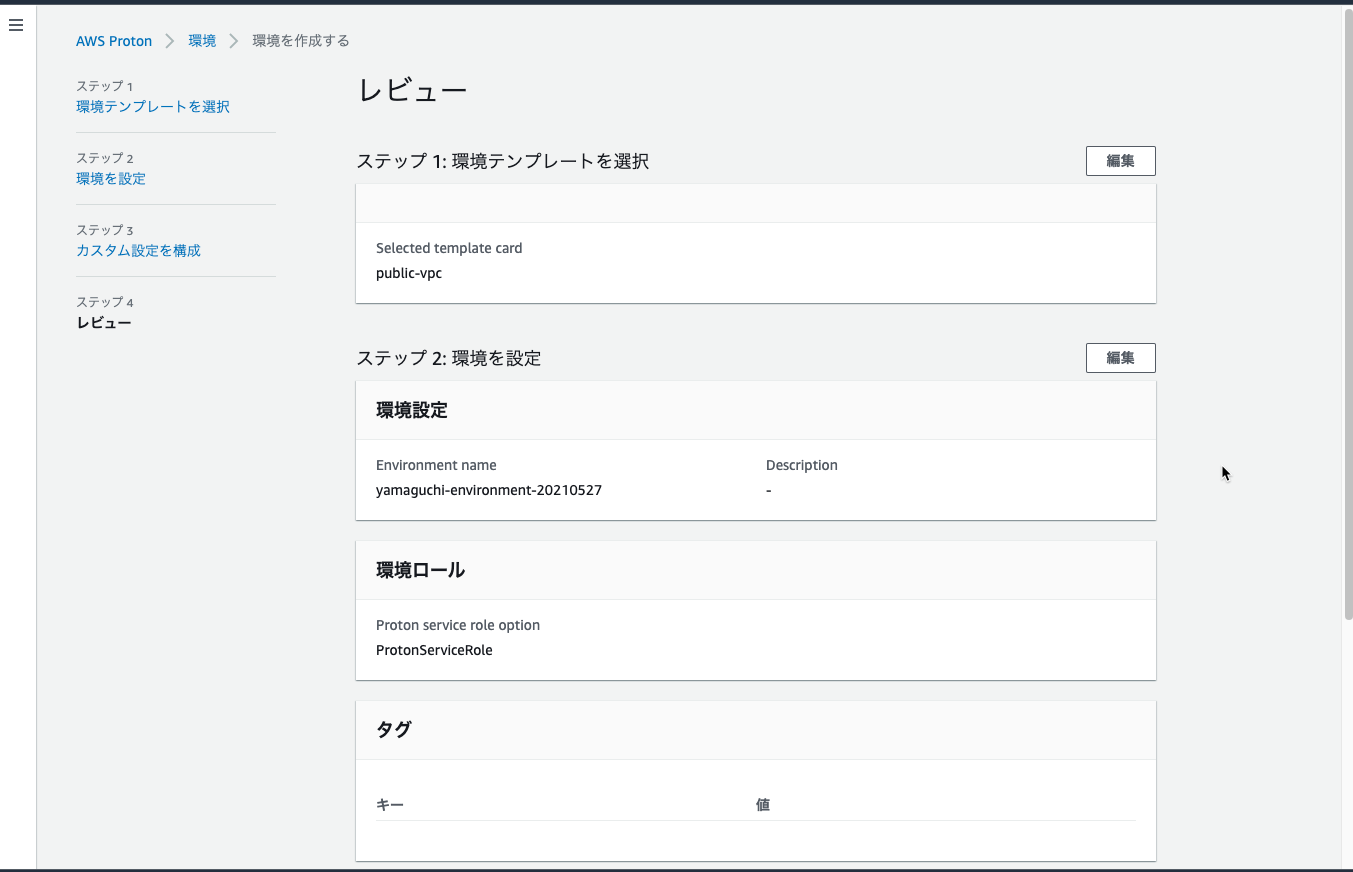 AWS Proton > 環境 > 環境を作成する
ステップ 1
環境テンプレートを選択
ステップ 2
環境を設定
ステップ 3
カスタム設定を構成
ステップ 4
レビュー
レビュー
ステップ 1: 環境テンプレートを選択
編集
Selected template card
public-vpc
ステップ 2: 環境を設定
編集
環境設定
Environment name
yamaguchi-environment-20210527
Description
-
環境ロール
Proton service role option
ProtonServiceRole
タグ
キー
値